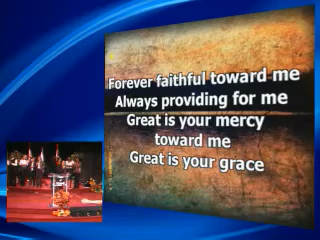 Forever faithful toward me
Always providing for me
Great is your mercy
toward me
Great is your grace